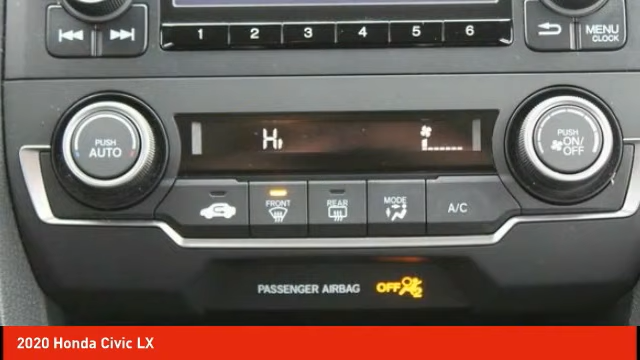 1 2 3 4 5 6
MENU
CLOCK
PUSH
AUTO
Hi
PUSH
ON/
OFF
FRONT
REAR
MODE
A/C
PASSENGER AIRBAG OFF 2
2020 Honda Civic LX